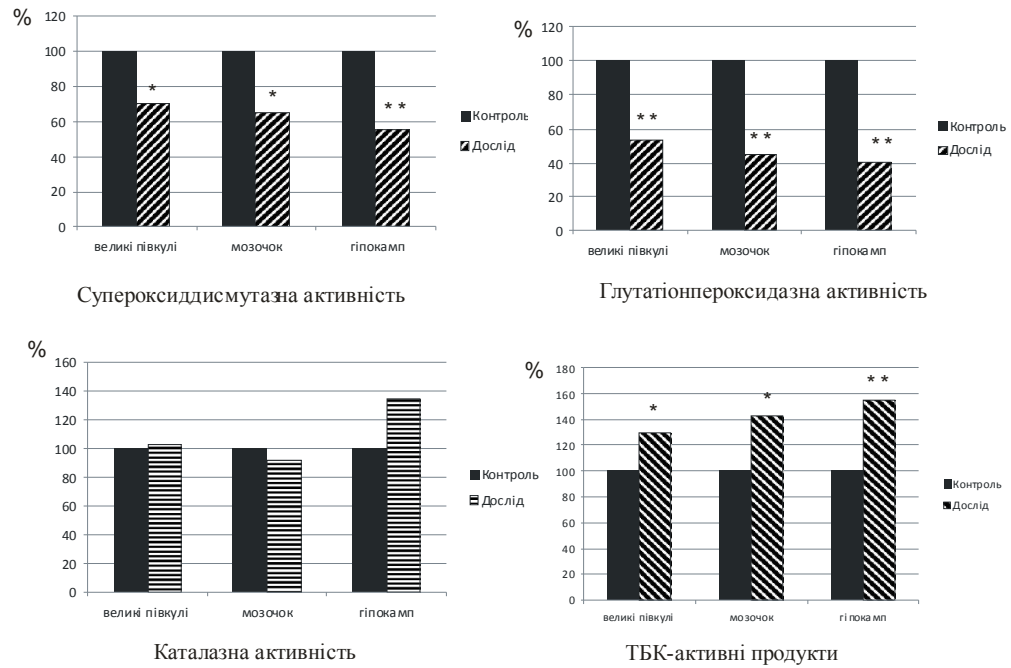 %
120
100
80
60
40
20
0
*
*
* *
Контроль
Дослід
великі півкулі
мозочок
гіпокамп
Супероксиддисмутазна активність
%
120
100
80
60
40
20
0
* *
* *
* *
Контроль
Дослід
великі півкулі
мозочок
гіпокамп
Глутатіонпероксидазна активність
%
160
140
120
100
80
60
40
20
0
Контроль
Дослід
великі півкулі
мозочок
гіпокамп
Каталазна активність
%
180
160
140
120
100
80
60
40
20
0
*
*
* *
Контроль
Дослід
великі півкулі
мозочок
гіпокамп
ТБК-активні продукти